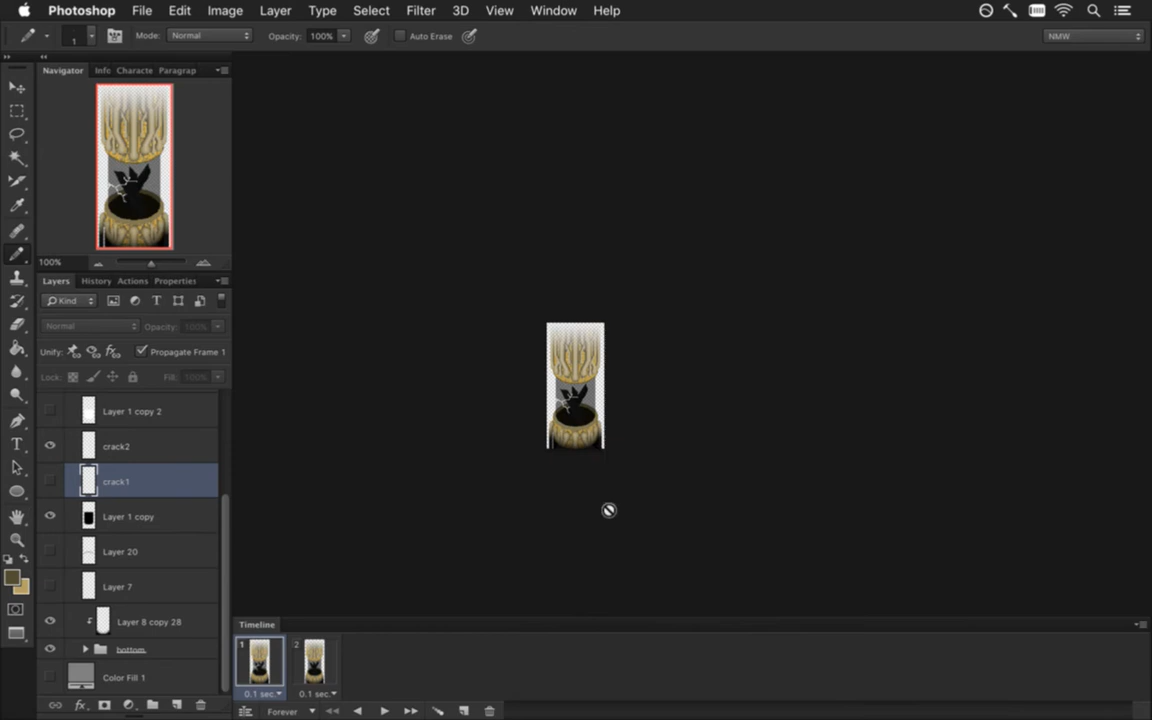 Photoshop File Edit Image Layer Type Select Filter 3D View Window Help
1 Mode: Normal Opacity: 100% Auto Erase NMW
Navigator Info Characte Paragrap
100%
Layers History Actions Properties
Kind
Normal Opacity: 100%
Unify: Propagate Frame 1
Lock: Fill: 100%
Layer 1 copy 2
crack2
crack1
Layer 1 copy
Layer 20
Layer 7
Layer 8 copy 28
bottom
Color Fill 1
Timeline
1 2
0.1 sec. 0.1 sec.
Forever